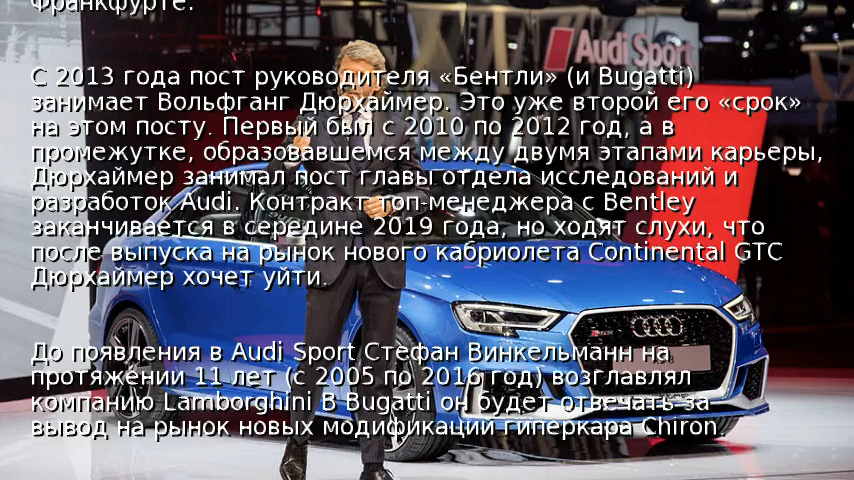 Франкфурте.
Audi Sport
С 2013 года пост руководителя «Бентли» (и Bugatti)
занимает Вольфганг Дюрхаймер. Это уже второй его «срок»
на этом посту. Первый был с 2010 по 2012 год, а в
промежутке, образовавшемся между двумя этапами карьеры,
Дюрхаймер занимал пост главы отдела исследований и
разработок Audi. Контракт топ-менеджера с Bentley
заканчивается в середине 2019 года, но ходят слухи, что
после выпуска на рынок нового кабриолета Continental GTC
Дюрхаймер хочет уйти.
До появления в Audi Sport Стефан Винкельманн на
протяжении 11 лет (с 2005 по 2016 год) возглавлял
компанию Lamborghini В Bugatti он будет отвечать за
вывод на рынок новых модификаций гиперкара Chiron.